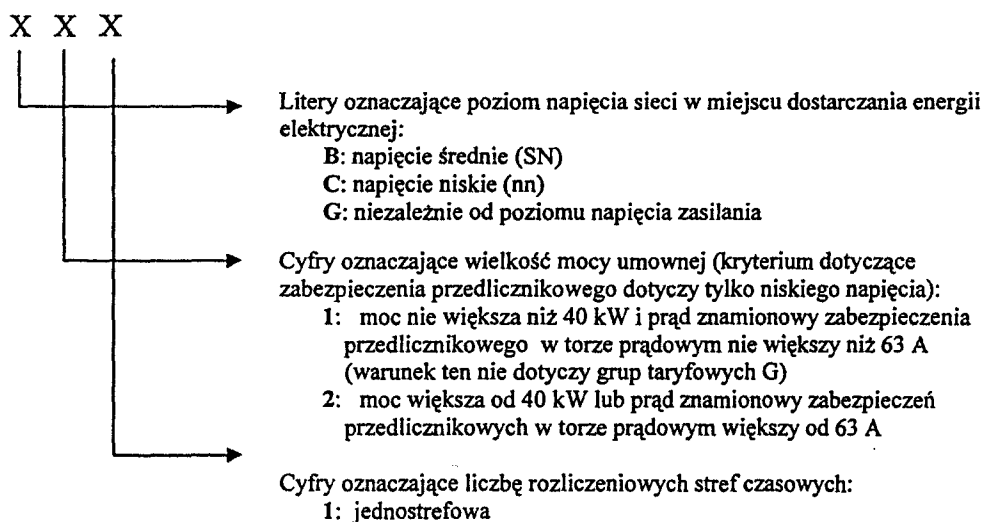 X X X
Litery oznaczające poziom napięcia sieci w miejscu dostarczania energii
elektrycznej:
B: napięcie średnie (SN)
C: napięcie niskie (nn)
G: niezależnie od poziomu napięcia zasilania
Cyfry oznaczające wielkość mocy umownej (kryterium dotyczące
zabezpieczenia przedlicznikowego dotyczy tylko niskiego napięcia):
1: moc nie większa niż 40 kW i prąd znamionowy zabezpieczenia
przedlicznikowego w torze prądowym nie większy niż 63 A
(warunek ten nie dotyczy grup taryfowych G)
2: moc większa od 40 kW lub prąd znamionowy zabezpieczeń
przedlicznikowych w torze prądowym większy od 63 A
Cyfry oznaczające liczbę rozliczeniowych stref czasowych:
1: jednostrefowa